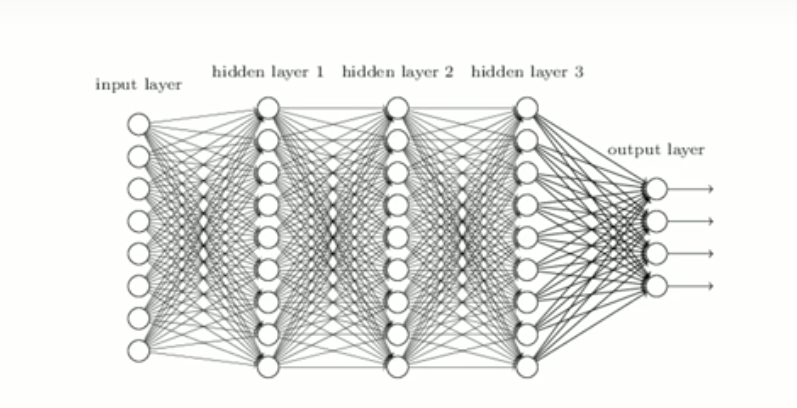 hidden layer 1 hidden layer 2 hidden layer 3
input layer
output layer